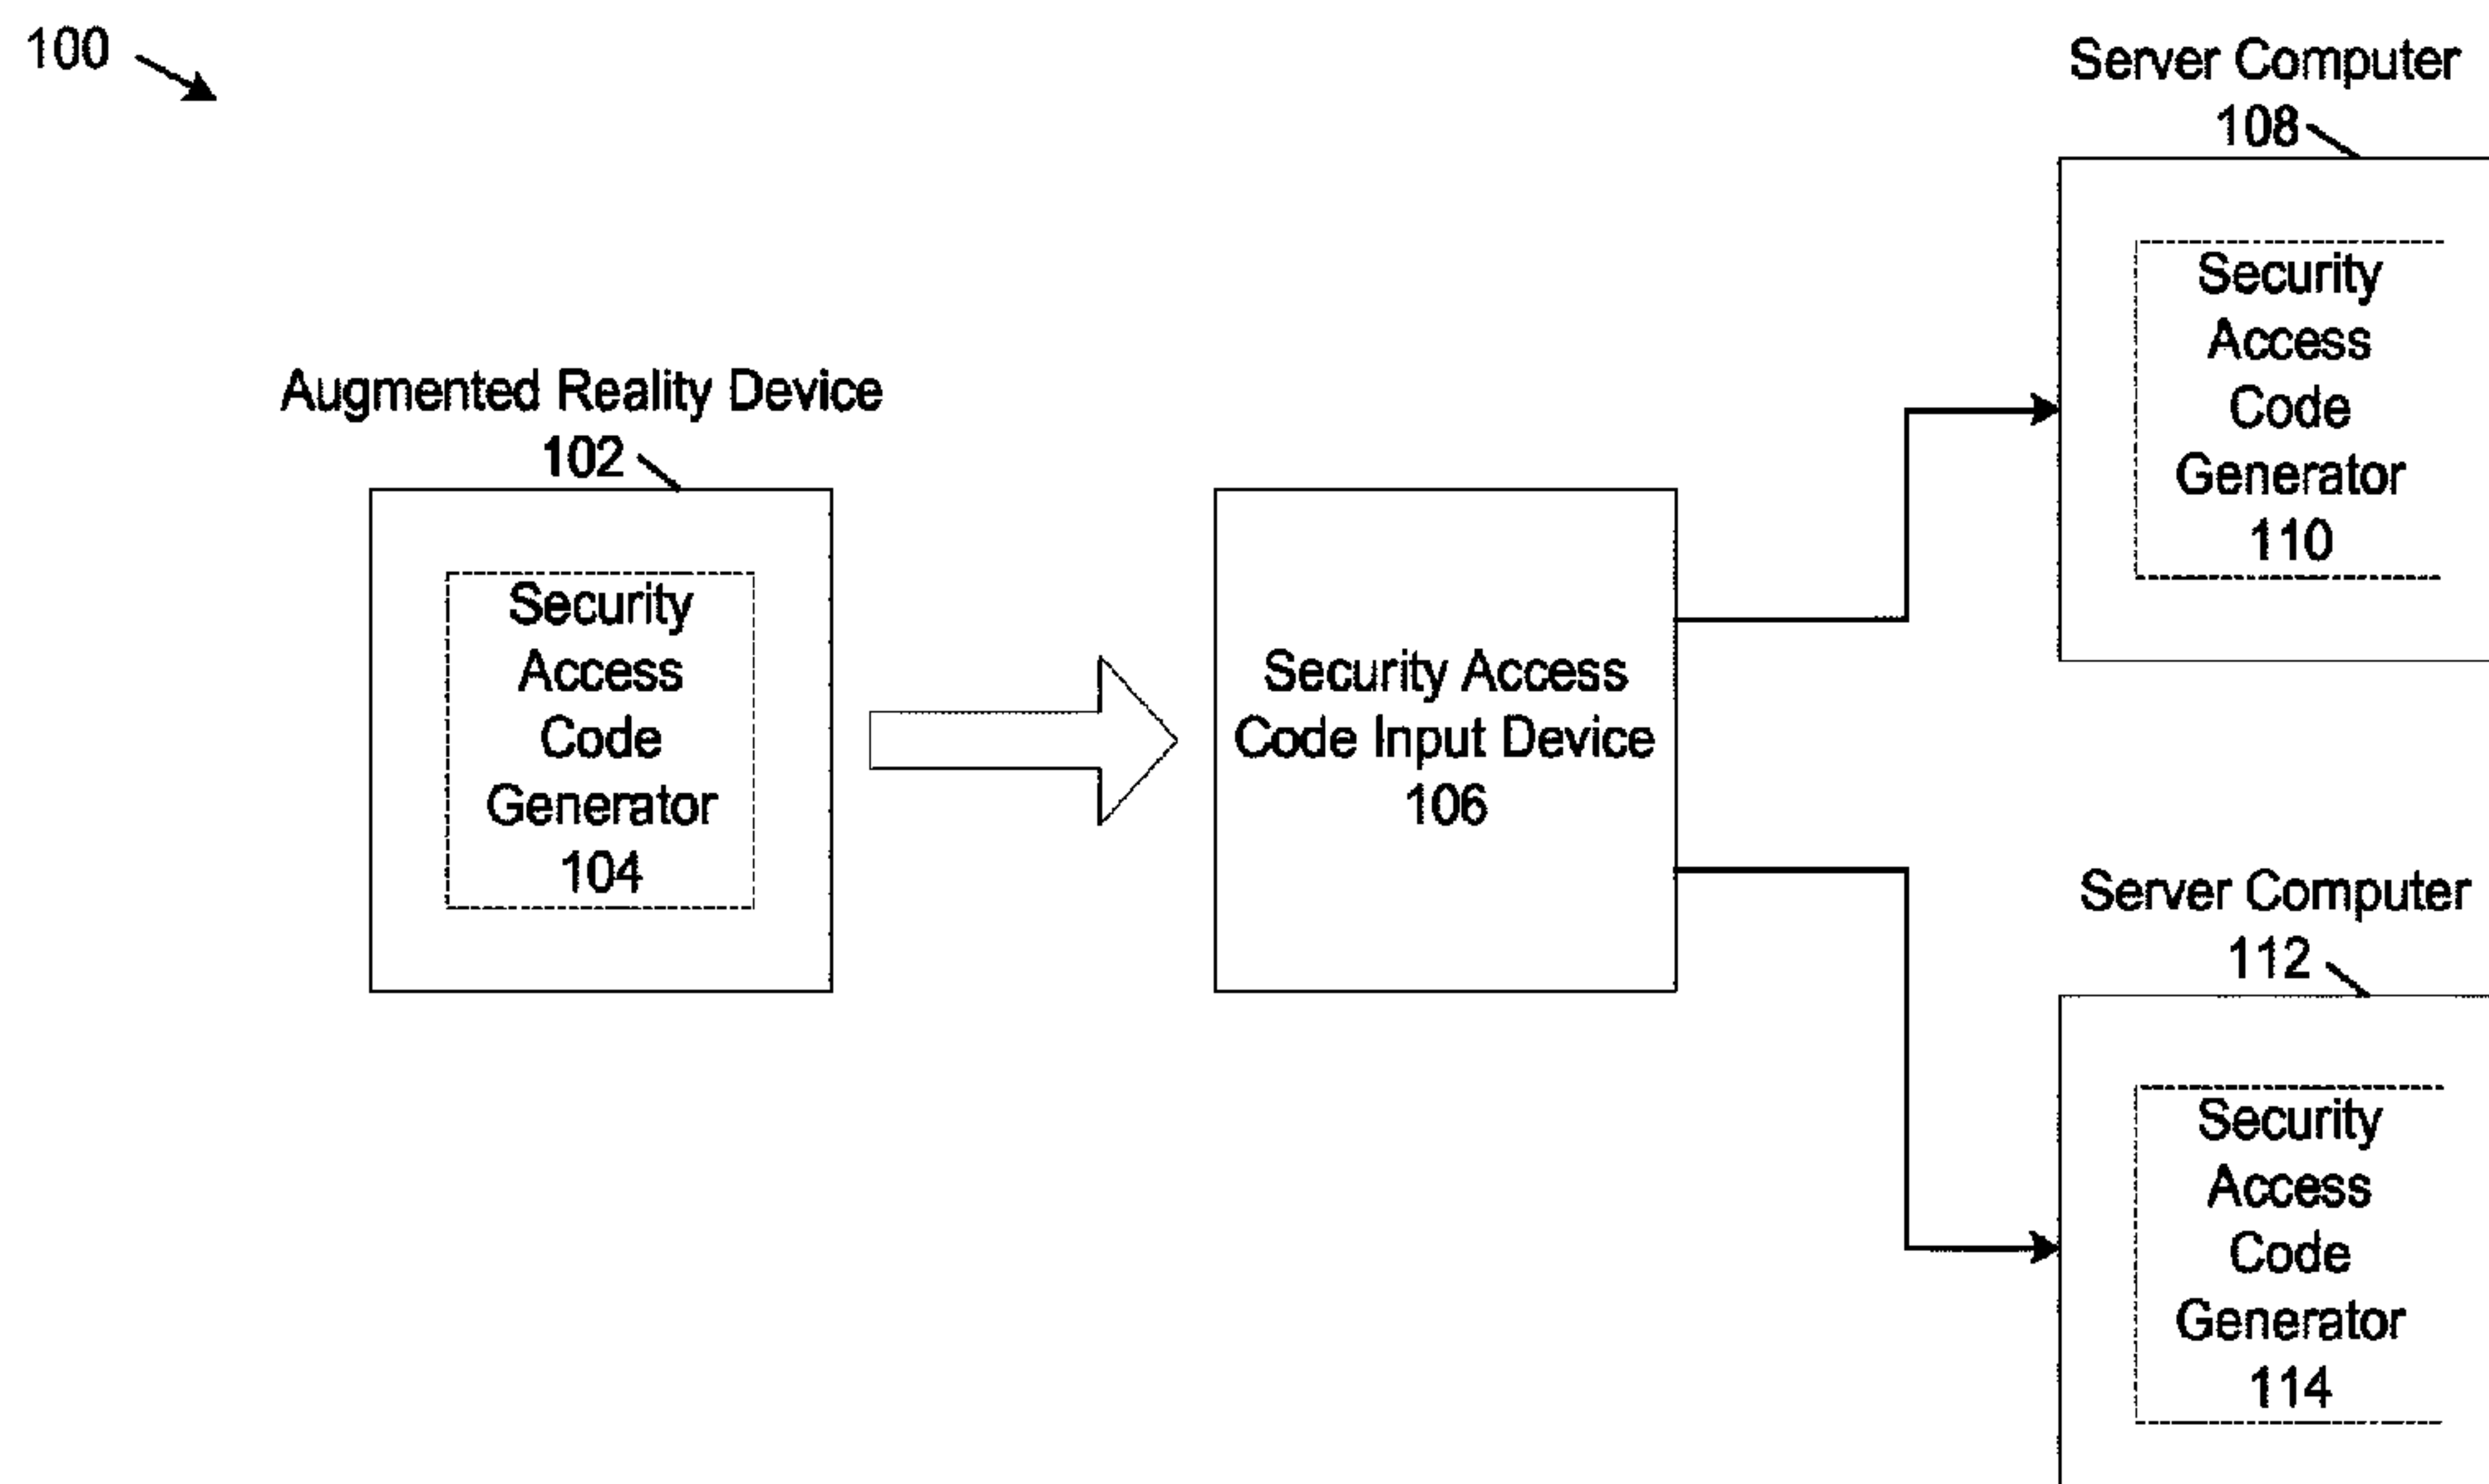 100
Server Computer
108
Security
Access
Code
Generator
110
Augmented Reality Device
102
Security
Access
Code
Generator
104
Security Access
Code Input Device
106
Server Computer
112
Security
Access
Code
Generator
114